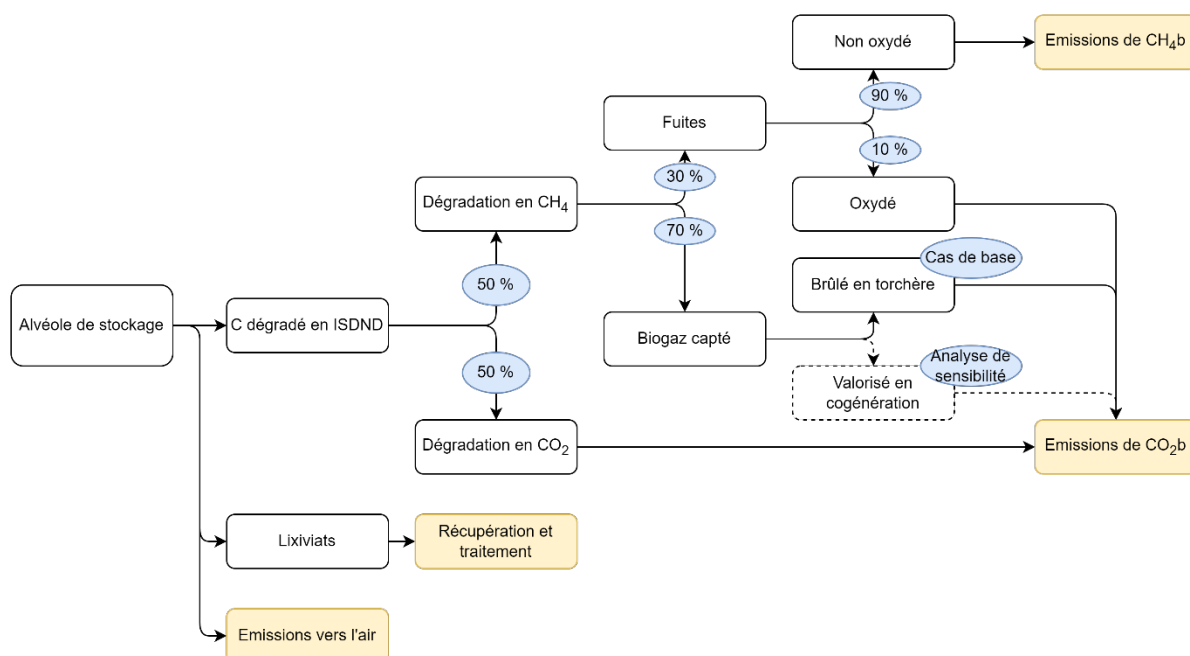 Non oxydé
Emissions de CH₄b
90 %
Fuites
10 %
30 %
Dégradation en CH₄
Oxydé
70 %
Cas de base
50 %
Brûlé en torchère
Alvéole de stockage
C dégradé en ISDND
Biogaz capté
Analyse de
sensibilité
50 %
Valorisé en
cogénération
Dégradation en CO₂
Emissions de CO₂b
Lixiviats
Récupération et
traitement
Emissions vers l'air